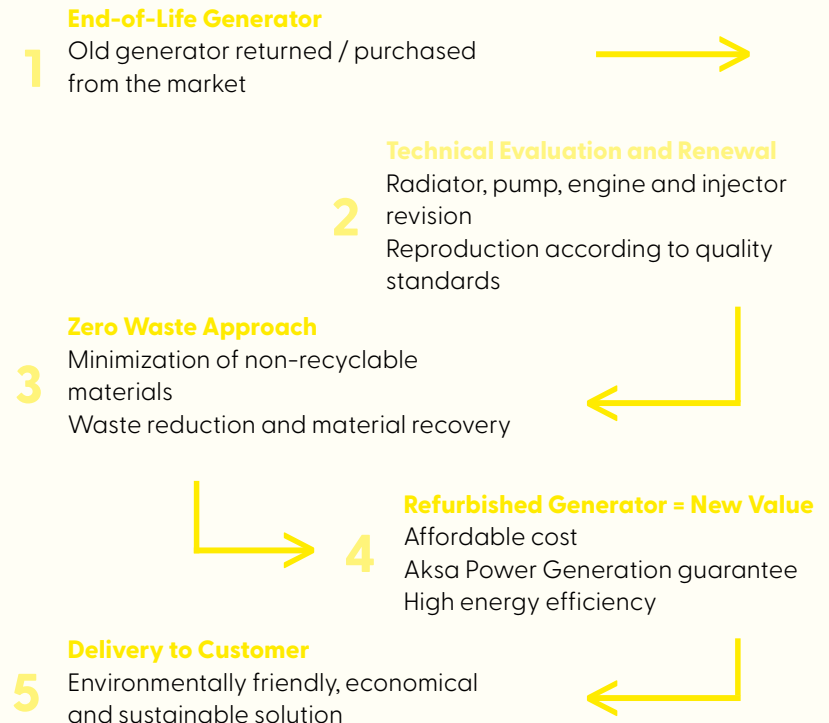 End-of-Life Generator
1
Old generator returned / purchased
from the market
Technical Evaluation and Renewal
2
Radiator, pump, engine and injector
revision
Reproduction according to quality
standards
Zero Waste Approach
3
Minimization of non-recyclable
materials
Waste reduction and material recovery
Refurbished Generator = New Value
4
Affordable cost
Aksa Power Generation guarantee
High energy efficiency
Delivery to Customer
5
Environmentally friendly, economical
and sustainable solution